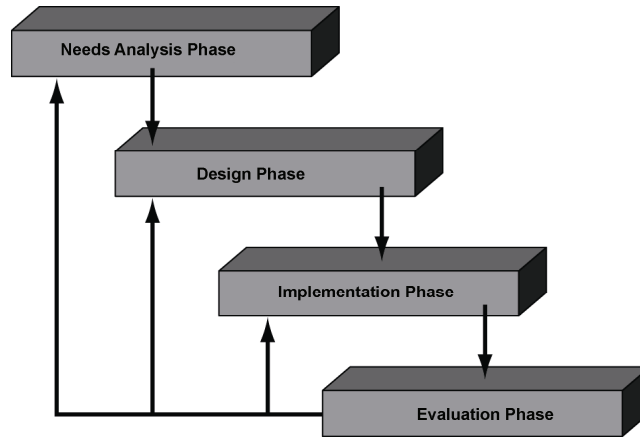 Needs Analysis Phase
Design Phase
Implementation Phase
Evaluation Phase